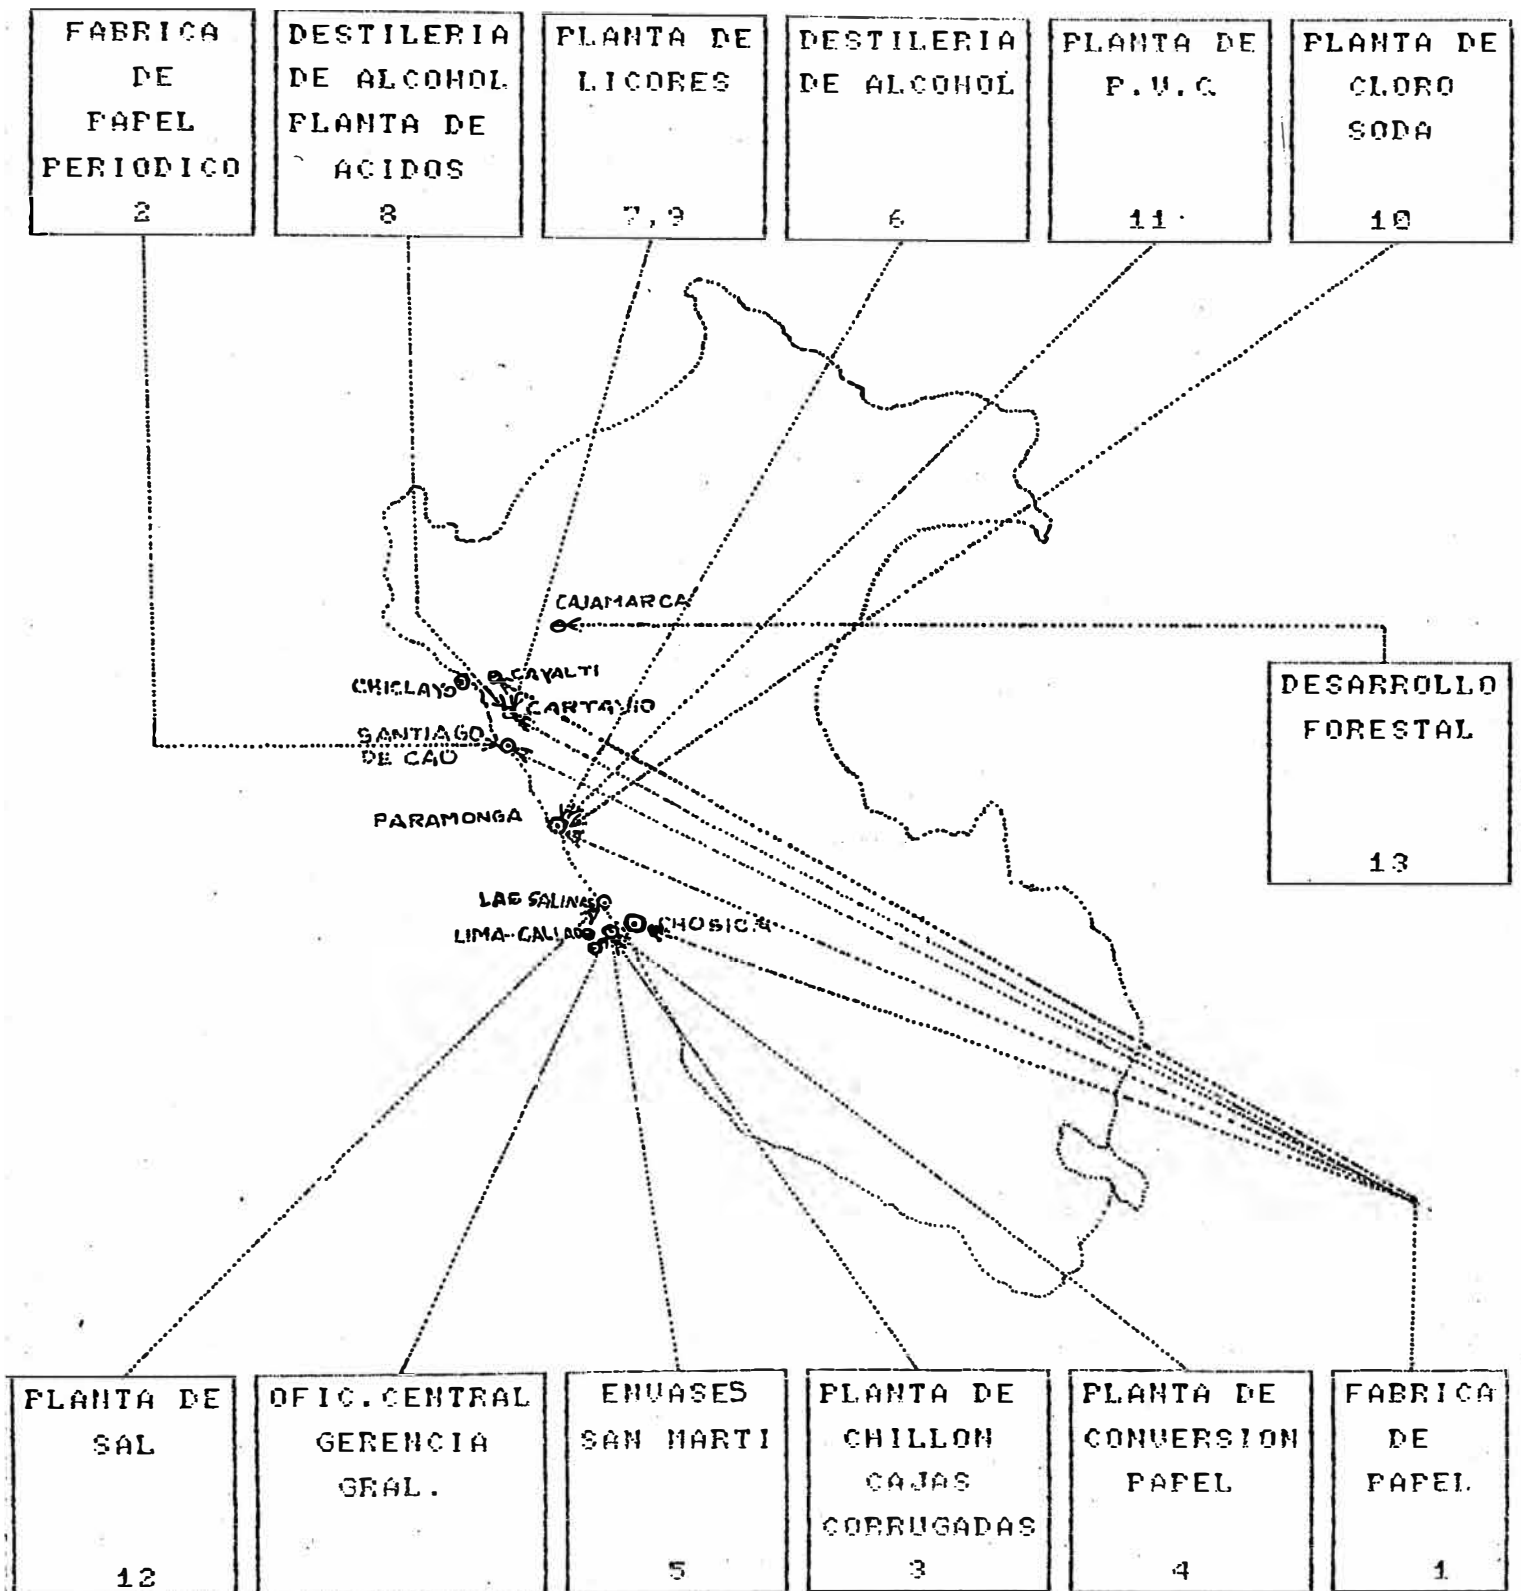 FABRICA
DE
PAPEL
PERIODICO
2
DESTILERIA
DE ALCOHOL
PLANTA DE
ACIDOS
8
PLANTA DE
LICORES
7,9
DESTILERIA
DE ALCOHOL
6
PLANTA DE
P.V.C
11
PLANTA DE
CLORO
SODA
10
CAJAMARCA
CAYALTI
CHICLAYO
CARTAVIO
SANTIAGO
DE CAO
PARAMONGA
LAS SALINAS
LIMA-CALLAO
CHOSICA
DESARROLLO
FORESTAL
13
PLANTA DE
SAL
12
OFIC.CENTRAL
GERENCIA
GRAL.
ENVASES
SAN MARTI
5
PLANTA DE
CHILLON
CAJAS
CORRUGADAS
3
PLANTA DE
CONVERSION
PAPEL
4
FABRICA
DE
PAPEL
1